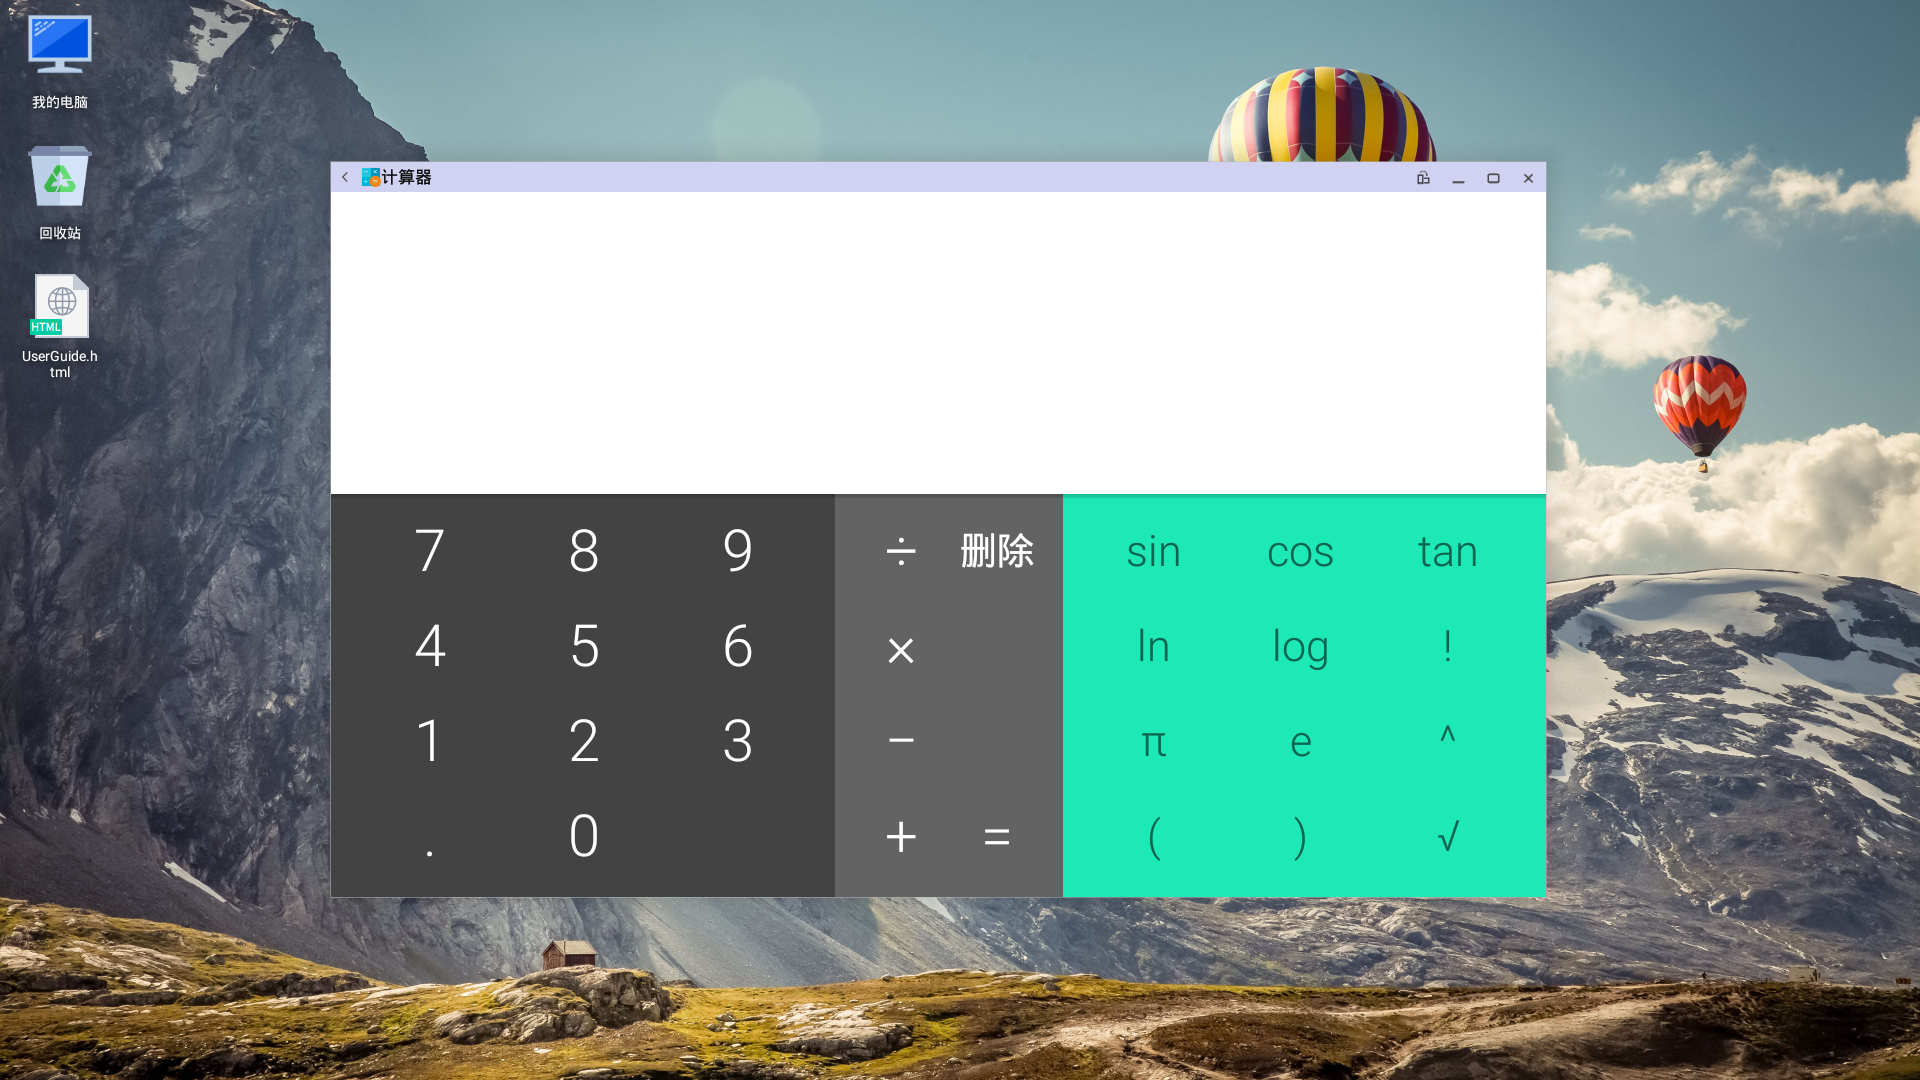 我的电脑
回收站
HTML
UserGuide.h
tml
计算器
7 8 9 ÷ 删除 sin cos tan
4 5 6 × ln log !
1 2 3 − π e ^
. 0 + = ( ) √